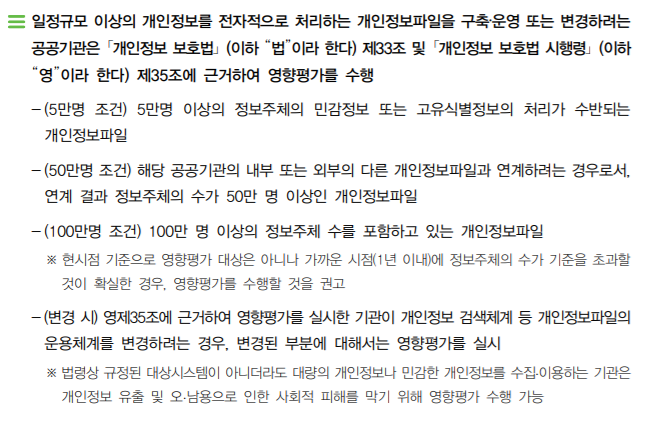 일정규모 이상의 개인정보를 전자적으로 처리하는 개인정보파일을 구축·운영 또는 변경하려는
공공기관은 「개인정보 보호법」 (이하 “법”이라 한다) 제33조 및 「개인정보 보호법 시행령」 (이하
“영”이라 한다) 제35조에 근거하여 영향평가를 수행
– (5만명 조건) 5만명 이상의 정보주체의 민감정보 또는 고유식별정보의 처리가 수반되는
개인정보파일
– (50만명 조건) 해당 공공기관의 내부 또는 외부의 다른 개인정보파일과 연계하려는 경우로서,
연계 결과 정보주체의 수가 50만 명 이상인 개인정보파일
– (100만명 조건) 100만 명 이상의 정보주체 수를 포함하고 있는 개인정보파일
※ 현시점 기준으로 영향평가 대상은 아니나 가까운 시점(1년 이내)에 정보주체의 수가 기준을 초과할
것이 확실한 경우, 영향평가를 수행할 것을 권고
– (변경 시) 영제35조에 근거하여 영향평가를 실시한 기관이 개인정보 검색체계 등 개인정보파일의
운용체계를 변경하려는 경우, 변경된 부분에 대해서는 영향평가를 실시
※ 법령상 규정된 대상시스템이 아니더라도 대량의 개인정보나 민감한 개인정보를 수집·이용하는 기관은
개인정보 유출 및 오·남용으로 인한 사회적 피해를 막기 위해 영향평가 수행 가능